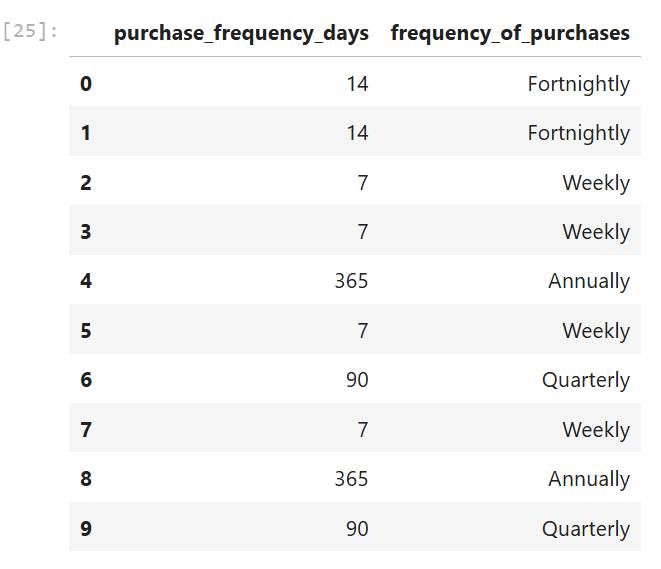 [25]:
purchase_frequency_days frequency_of_purchases
0 14 Fortnightly
1 14 Fortnightly
2 7 Weekly
3 7 Weekly
4 365 Annually
5 7 Weekly
6 90 Quarterly
7 7 Weekly
8 365 Annually
9 90 Quarterly